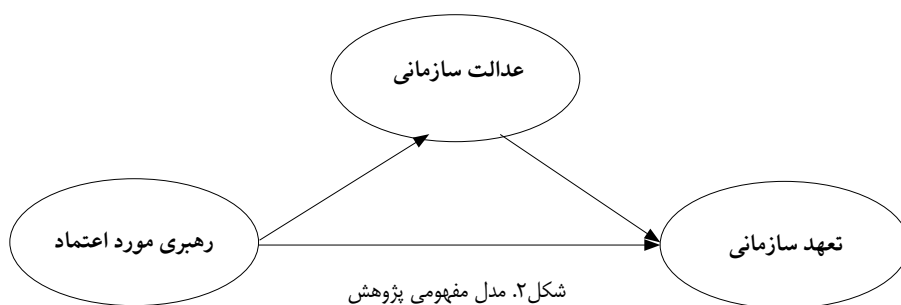 عدالت سازمانی
رهبری مورد اعتماد
تعهد سازمانی
شکل۲. مدل مفهومی پژوهش